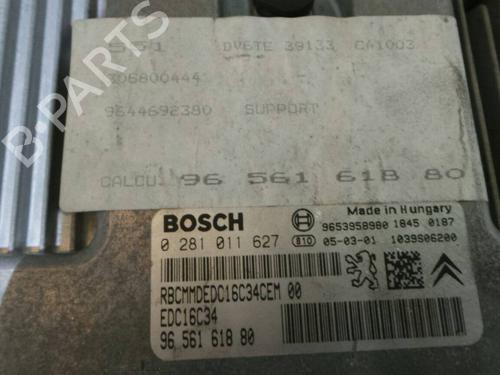 DV6TE 39133 CA1003
9644692380 SUPPORT
CALCU. 96 561 618 80
BOSCH
0 281 011 627
Made in Hungary
9653958980 1845 0187
810 05-03-01 1039S06200
RBCMMDEDC16C34CEM 00
EDC16C34
96 561 618 80